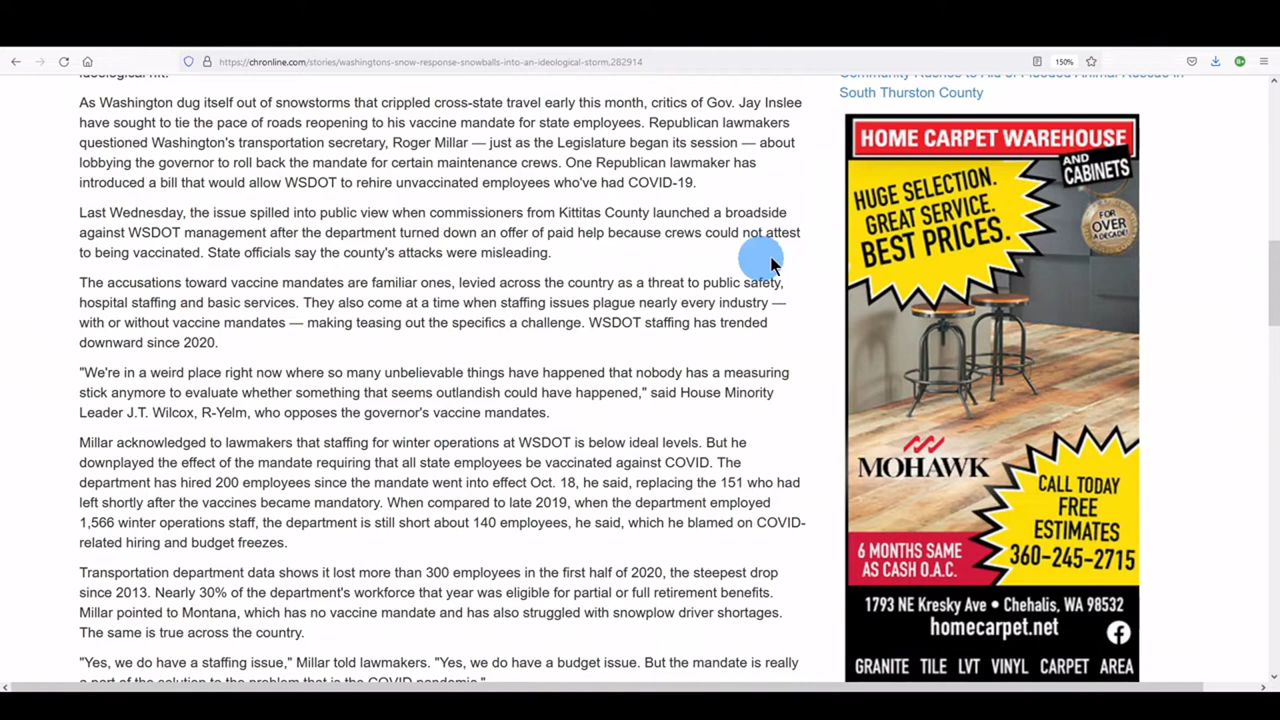 https://chronline.com/stories/washingtons-snow-response-snowballs-into-an-ideological-storm,282914
150%
ideological hit.
As Washington dug itself out of snowstorms that crippled cross-state travel early this month, critics of Gov. Jay Inslee
have sought to tie the pace of roads reopening to his vaccine mandate for state employees. Republican lawmakers
questioned Washington's transportation secretary, Roger Millar — just as the Legislature began its session — about
lobbying the governor to roll back the mandate for certain maintenance crews. One Republican lawmaker has
introduced a bill that would allow WSDOT to rehire unvaccinated employees who've had COVID-19.
Last Wednesday, the issue spilled into public view when commissioners from Kittitas County launched a broadside
against WSDOT management after the department turned down an offer of paid help because crews could not attest
to being vaccinated. State officials say the county's attacks were misleading.
The accusations toward vaccine mandates are familiar ones, levied across the country as a threat to public safety,
hospital staffing and basic services. They also come at a time when staffing issues plague nearly every industry —
with or without vaccine mandates — making teasing out the specifics a challenge. WSDOT staffing has trended
downward since 2020.
"We're in a weird place right now where so many unbelievable things have happened that nobody has a measuring
stick anymore to evaluate whether something that seems outlandish could have happened," said House Minority
Leader J.T. Wilcox, R-Yelm, who opposes the governor's vaccine mandates.
Millar acknowledged to lawmakers that staffing for winter operations at WSDOT is below ideal levels. But he
downplayed the effect of the mandate requiring that all state employees be vaccinated against COVID. The
department has hired 200 employees since the mandate went into effect Oct. 18, he said, replacing the 151 who had
left shortly after the vaccines became mandatory. When compared to late 2019, when the department employed
1,566 winter operations staff, the department is still short about 140 employees, he said, which he blamed on COVID-
related hiring and budget freezes.
Transportation department data shows it lost more than 300 employees in the first half of 2020, the steepest drop
since 2013. Nearly 30% of the department's workforce that year was eligible for partial or full retirement benefits.
Millar pointed to Montana, which has no vaccine mandate and has also struggled with snowplow driver shortages.
The same is true across the country.
"Yes, we do have a staffing issue," Millar told lawmakers. "Yes, we do have a budget issue. But the mandate is really
a part of the solution to the problem that is the COVID pandemic."
Community Rushes to Aid of Flooded Animal Rescue in
South Thurston County
HOME CARPET WAREHOUSE
AND
CABINETS
HUGE SELECTION.
GREAT SERVICE.
BEST PRICES.
FOR
OVER
A DECADE!
MOHAWK
CALL TODAY
FREE
ESTIMATES
360-245-2715
6 MONTHS SAME
AS CASH O.A.C.
1793 NE Kresky Ave • Chehalis, WA 98532
homecarpet.net
GRANITE TILE LVT VINYL CARPET AREA